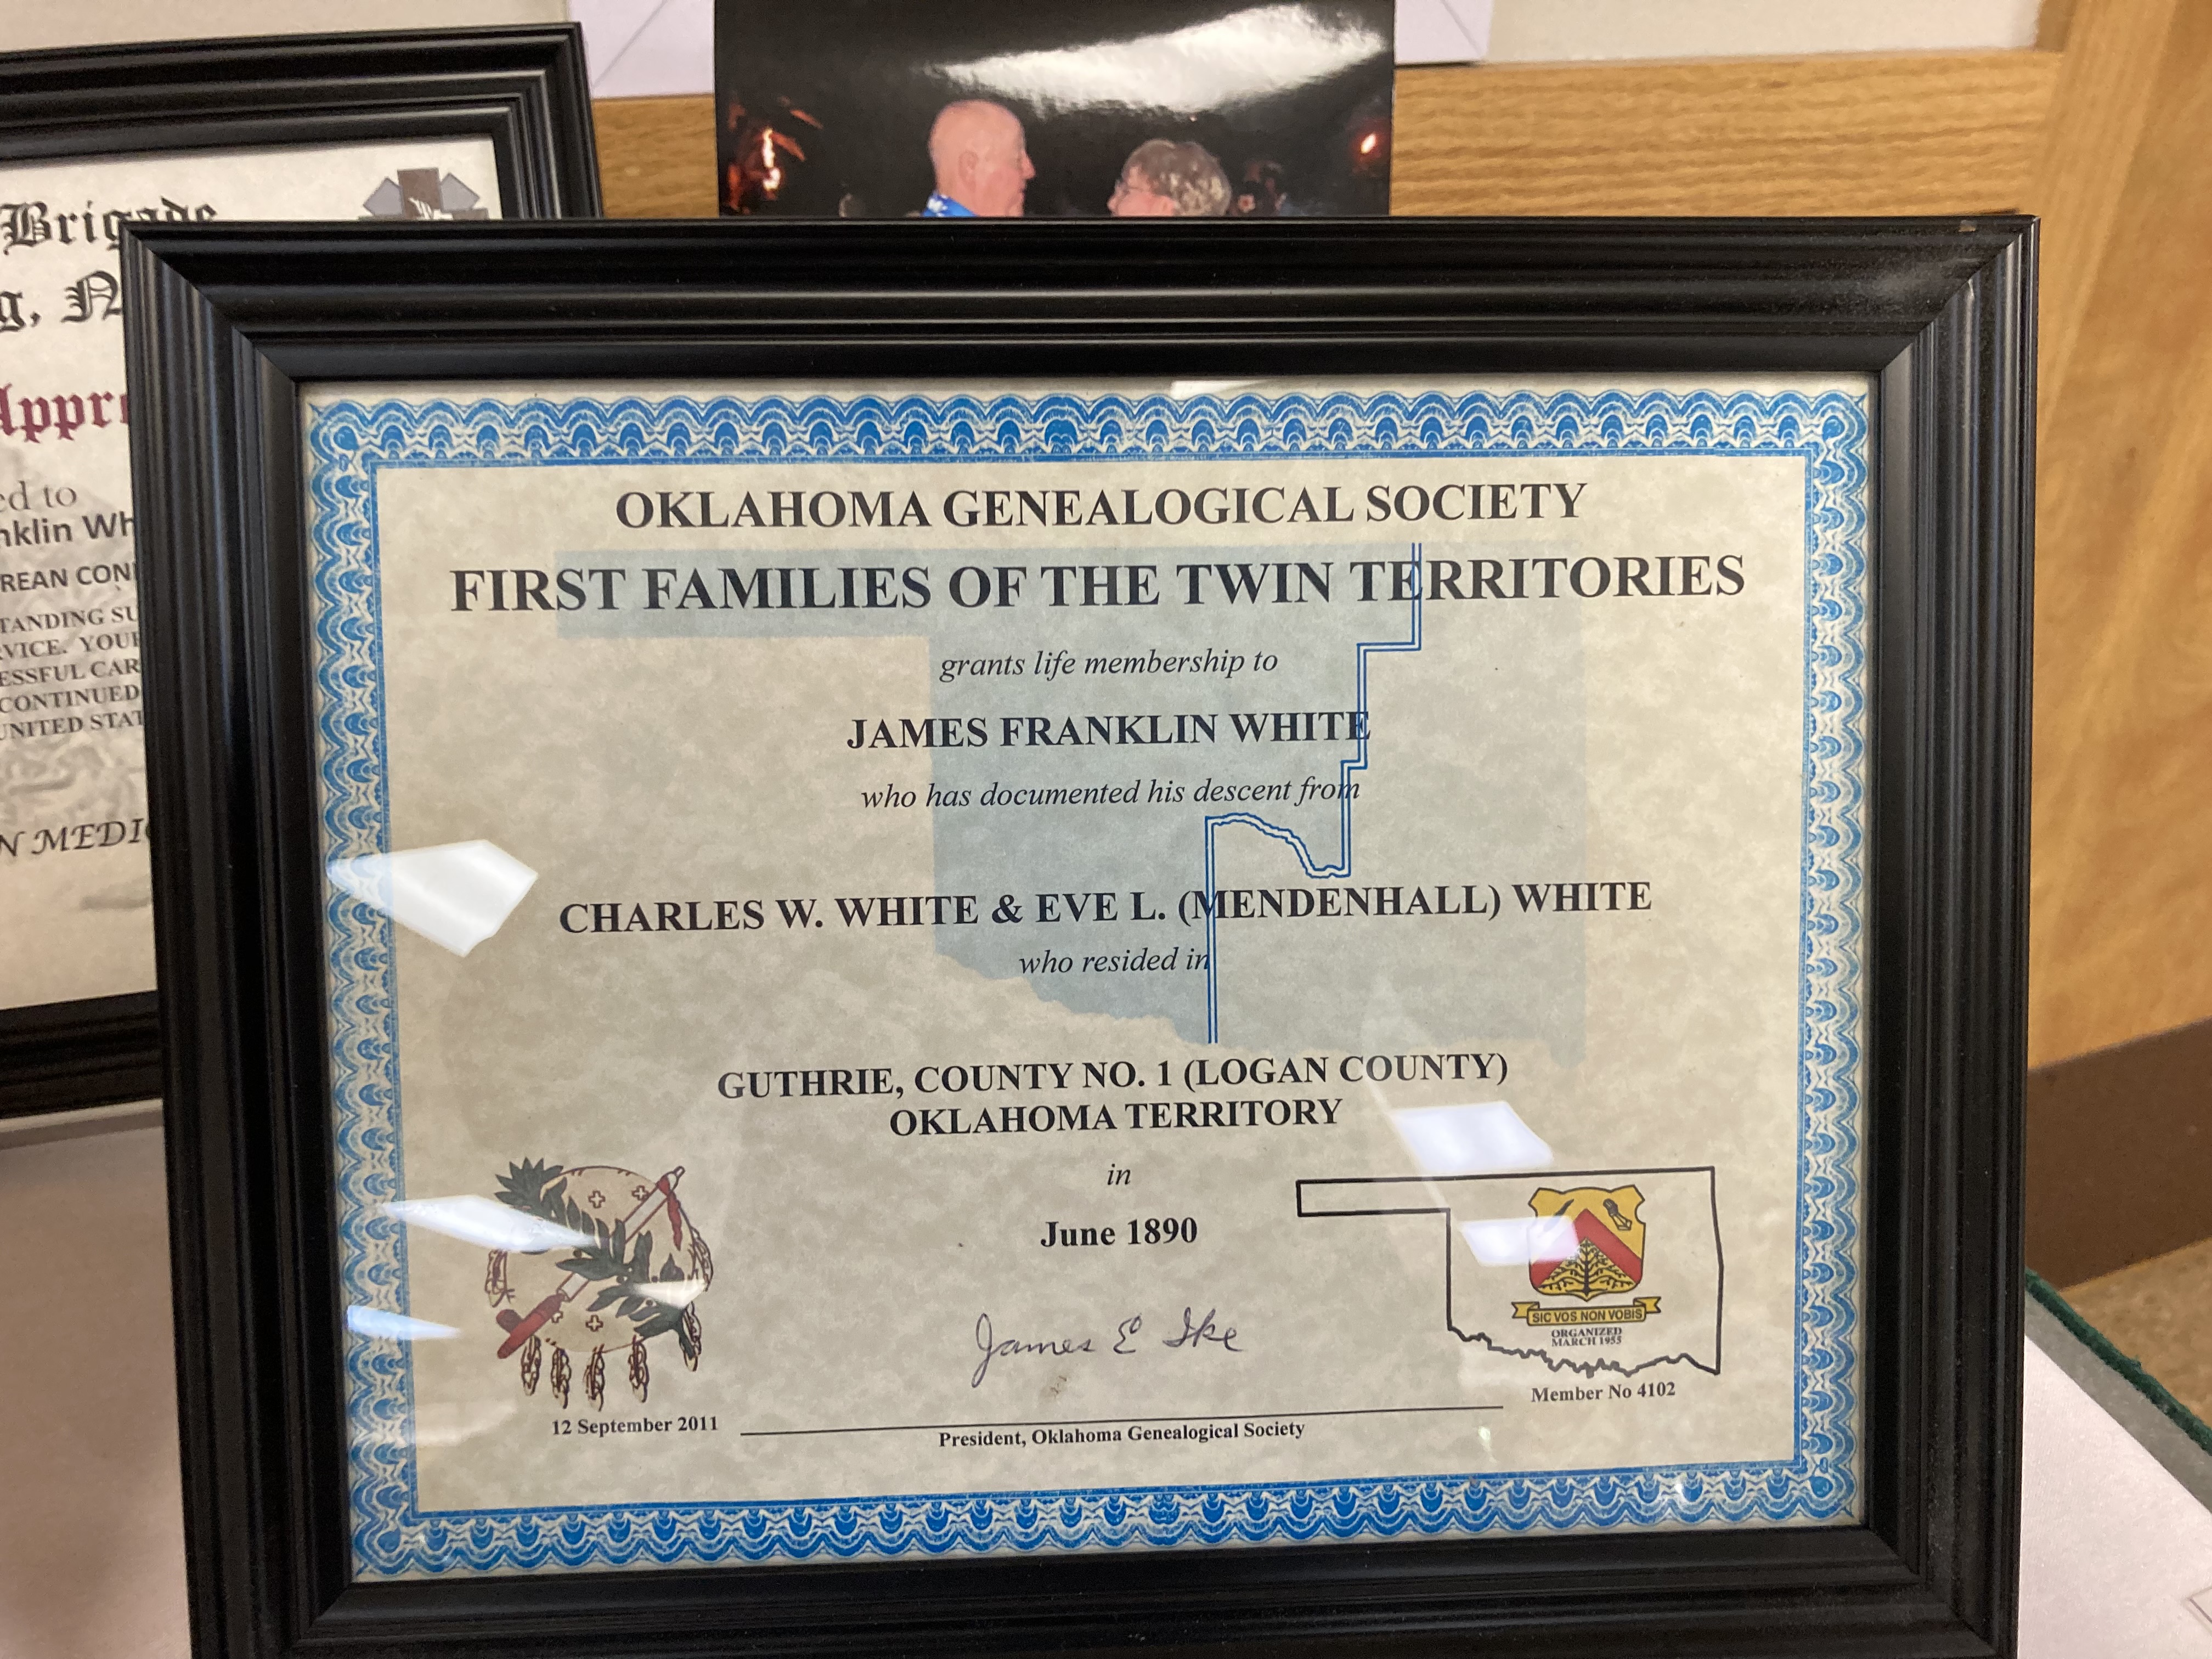 Brigade
g, N
Appr
ed to
nklin Wh
REAN CON
TANDING SU
RVICE. YOUR
ESSFUL CAR
CONTINUED
UNITED STAT
N MEDIC
OKLAHOMA GENEALOGICAL SOCIETY
FIRST FAMILIES OF THE TWIN TERRITORIES
grants life membership to
JAMES FRANKLIN WHITE
who has documented his descent from
CHARLES W. WHITE & EVE L. (MENDENHALL) WHITE
who resided in
GUTHRIE, COUNTY NO. 1 (LOGAN COUNTY)
OKLAHOMA TERRITORY
in
June 1890
James E Ike
SIC VOS NON VOBIS
ORGANIZED
MARCH 1955
Member No 4102
12 September 2011
President, Oklahoma Genealogical Society